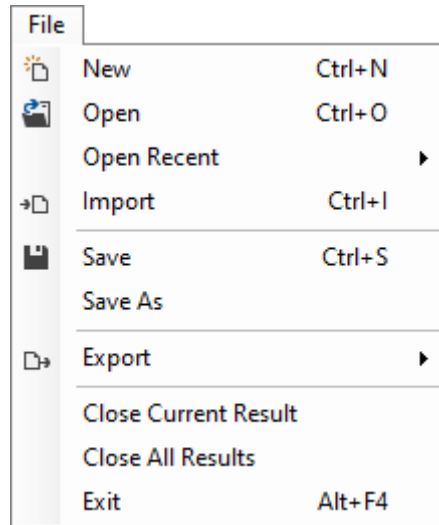 File
New Ctrl+N
Open Ctrl+O
Open Recent
Import Ctrl+I
Save Ctrl+S
Save As
Export
Close Current Result
Close All Results
Exit Alt+F4